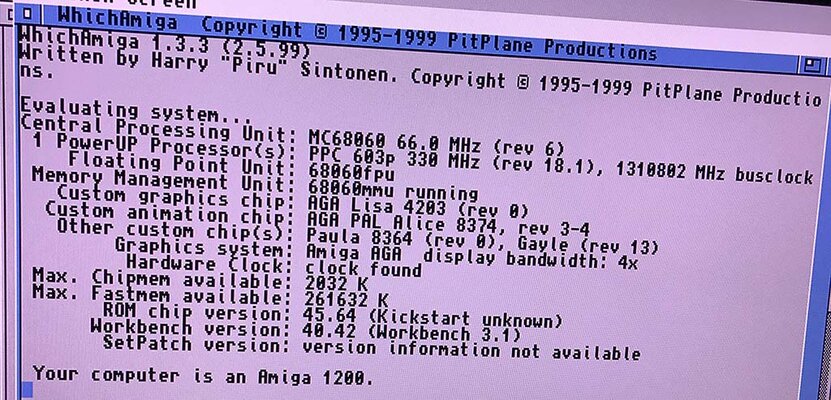 WhichAmiga Copyright © 1995-1999 PitPlane Productions
WhichAmiga 1.3.3 (2.5.99)
Written by Harry "Piru" Sintonen. Copyright © 1995-1999 PitPlane Productio
ns.
Evaluating system...
Central Processing Unit: MC68060 66.0 MHz (rev 6)
1 PowerUP Processor(s): PPC 603p 330 MHz (rev 18.1), 1310802 MHz busclock
Floating Point Unit: 68060fpu
Memory Management Unit: 68060mmu running
Custom graphics chip: AGA Lisa 4203 (rev 0)
Custom animation chip: AGA PAL Alice 8374, rev 3-4
Other custom chip(s): Paula 8364 (rev 0), Gayle (rev 13)
Graphics system: Amiga AGA display bandwidth: 4x
Hardware Clock: clock found
Max. Chipmem available: 2032 K
Max. Fastmem available: 261632 K
ROM chip version: 45.64 (Kickstart unknown)
Workbench version: 40.42 (Workbench 3.1)
SetPatch version: version information not available
Your computer is an Amiga 1200.